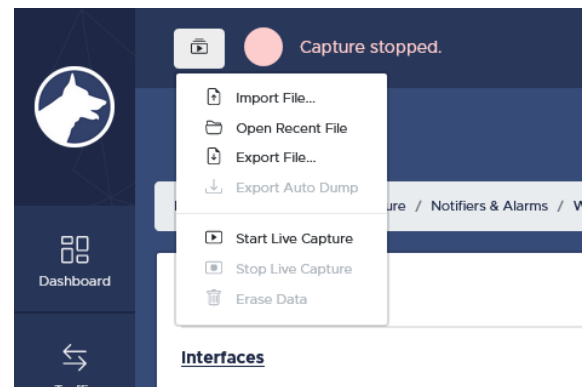 Capture stopped.
Import File...
Open Recent File
Export File...
Export Auto Dump
/ Notifiers & Alarms /
Start Live Capture
Dashboard
Stop Live Capture
Erase Data
Interfaces